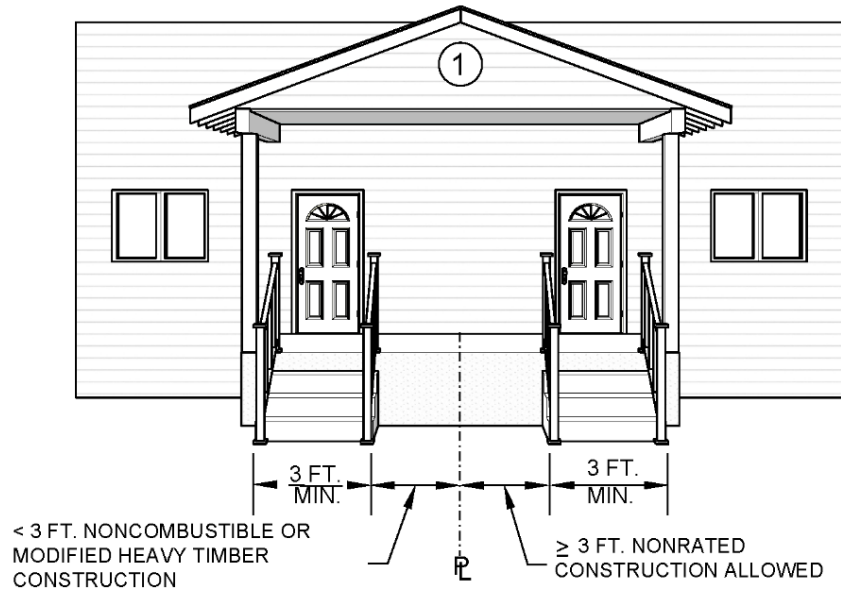 1
3 FT.
MIN.
3 FT.
MIN.
< 3 FT. NONCOMBUSTIBLE OR
MODIFIED HEAVY TIMBER
CONSTRUCTION
PL
≥ 3 FT. NONRATED
CONSTRUCTION ALLOWED